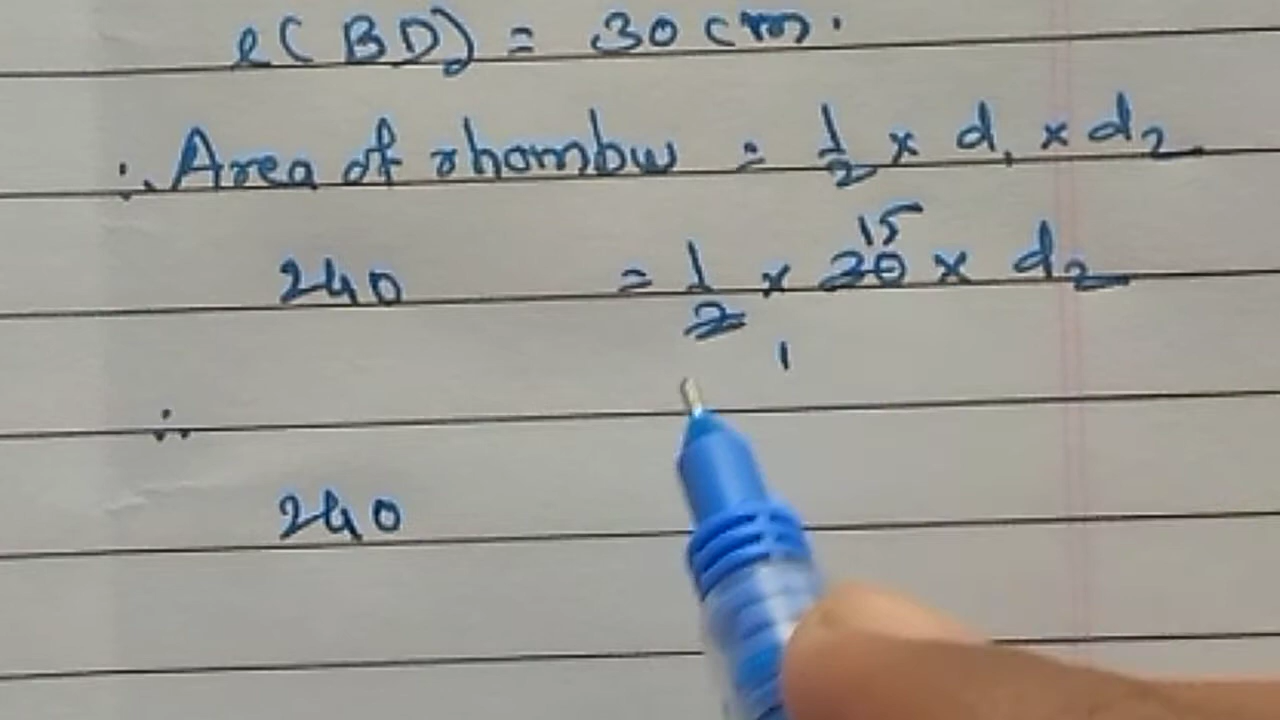 l(BD) = 30 cm.
∴ Area of rhombus = 1/2 × d1 × d2
15
240 = 1/2 × 30 × d2
1
∴
240